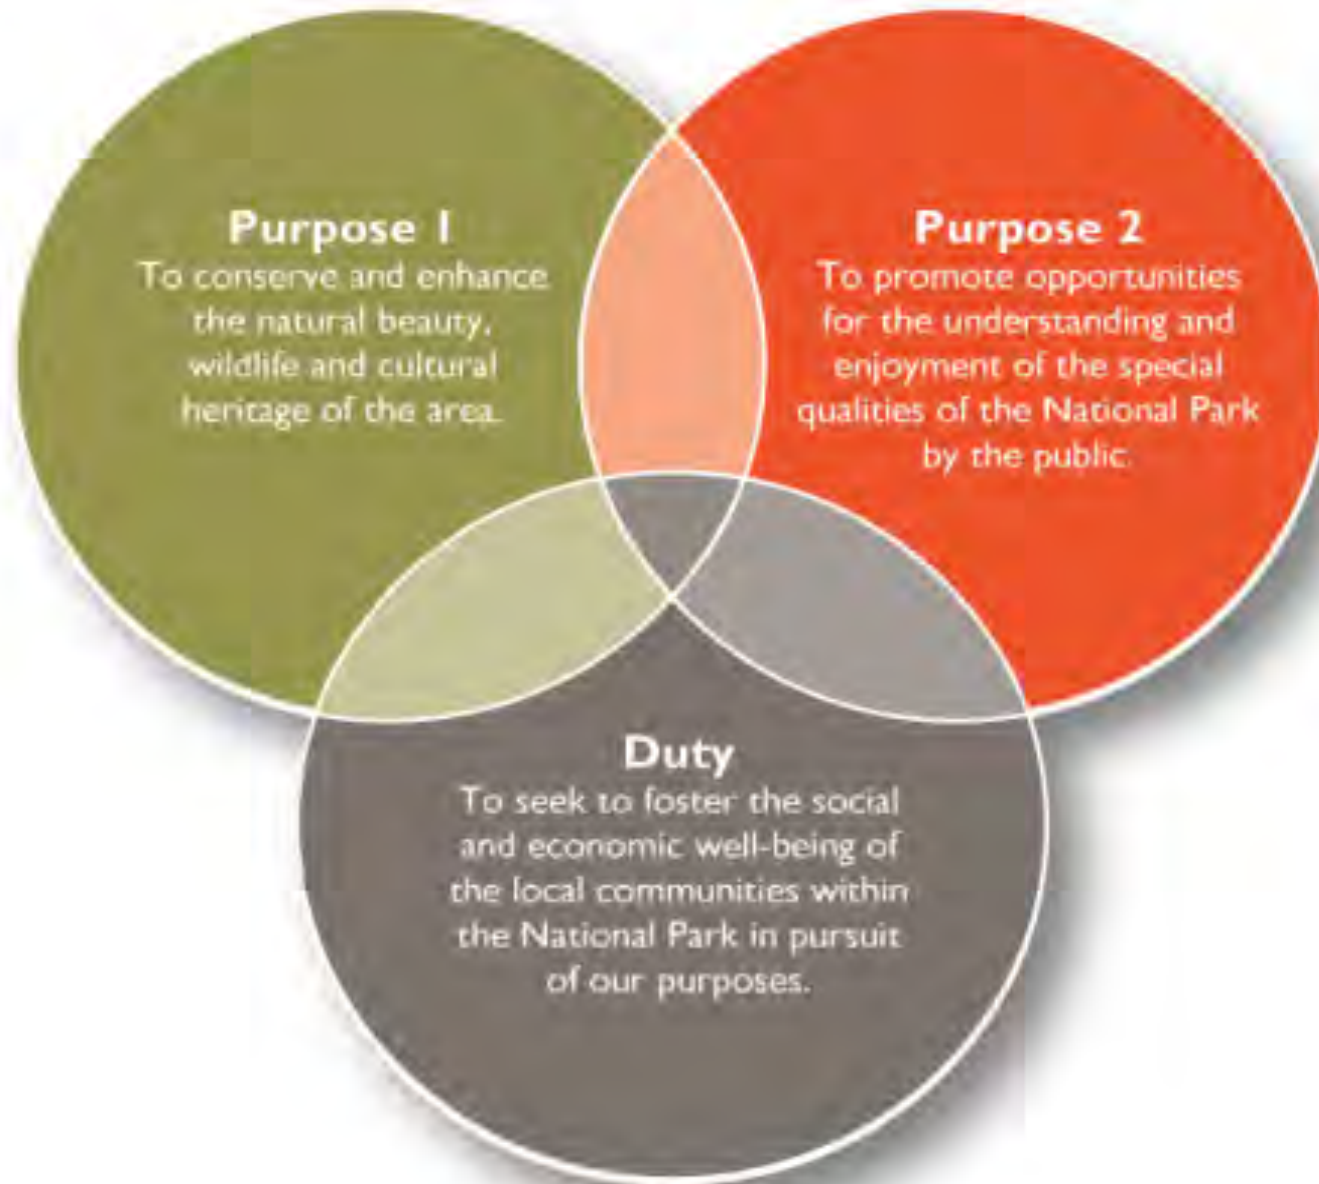 Purpose 1
To conserve and enhance
the natural beauty,
wildlife and cultural
heritage of the area.
Purpose 2
To promote opportunities
for the understanding and
enjoyment of the special
qualities of the National Park
by the public.
Duty
To seek to foster the social
and economic well-being of
the local communities within
the National Park in pursuit
of our purposes.